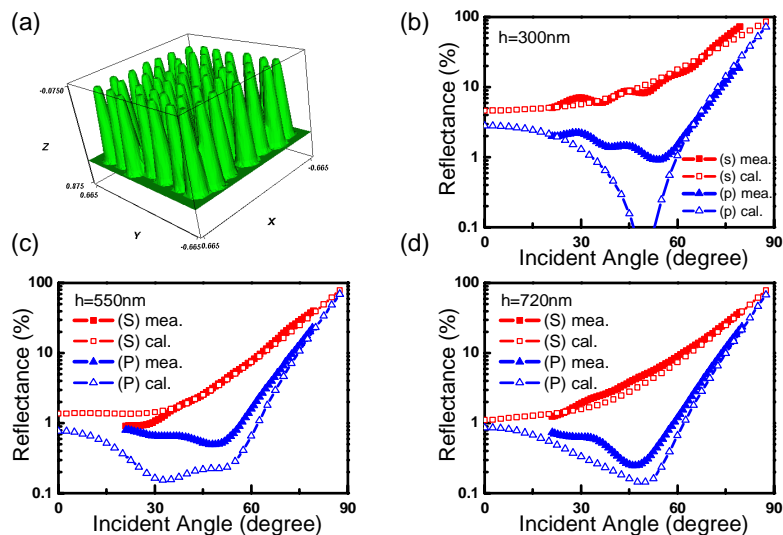 (a)
-0.0750
Z
0.875
0.665
Y
-0.665
0.665
X
-0.665
(b)
h=300nm
Reflectance (%)
100
10
1
0.1
(s) mea.
(s) cal.
(p) mea.
(p) cal.
0 30 60 90
Incident Angle (degree)
(c)
h=550nm
Reflectance (%)
100
10
1
0.1
(S) mea.
(S) cal.
(P) mea.
(P) cal.
0 30 60 90
Incident Angle (degree)
(d)
h=720nm
Reflectance (%)
100
10
1
0.1
(S) mea.
(S) cal.
(P) mea.
(P) cal.
0 30 60 90
Incident Angle (degree)